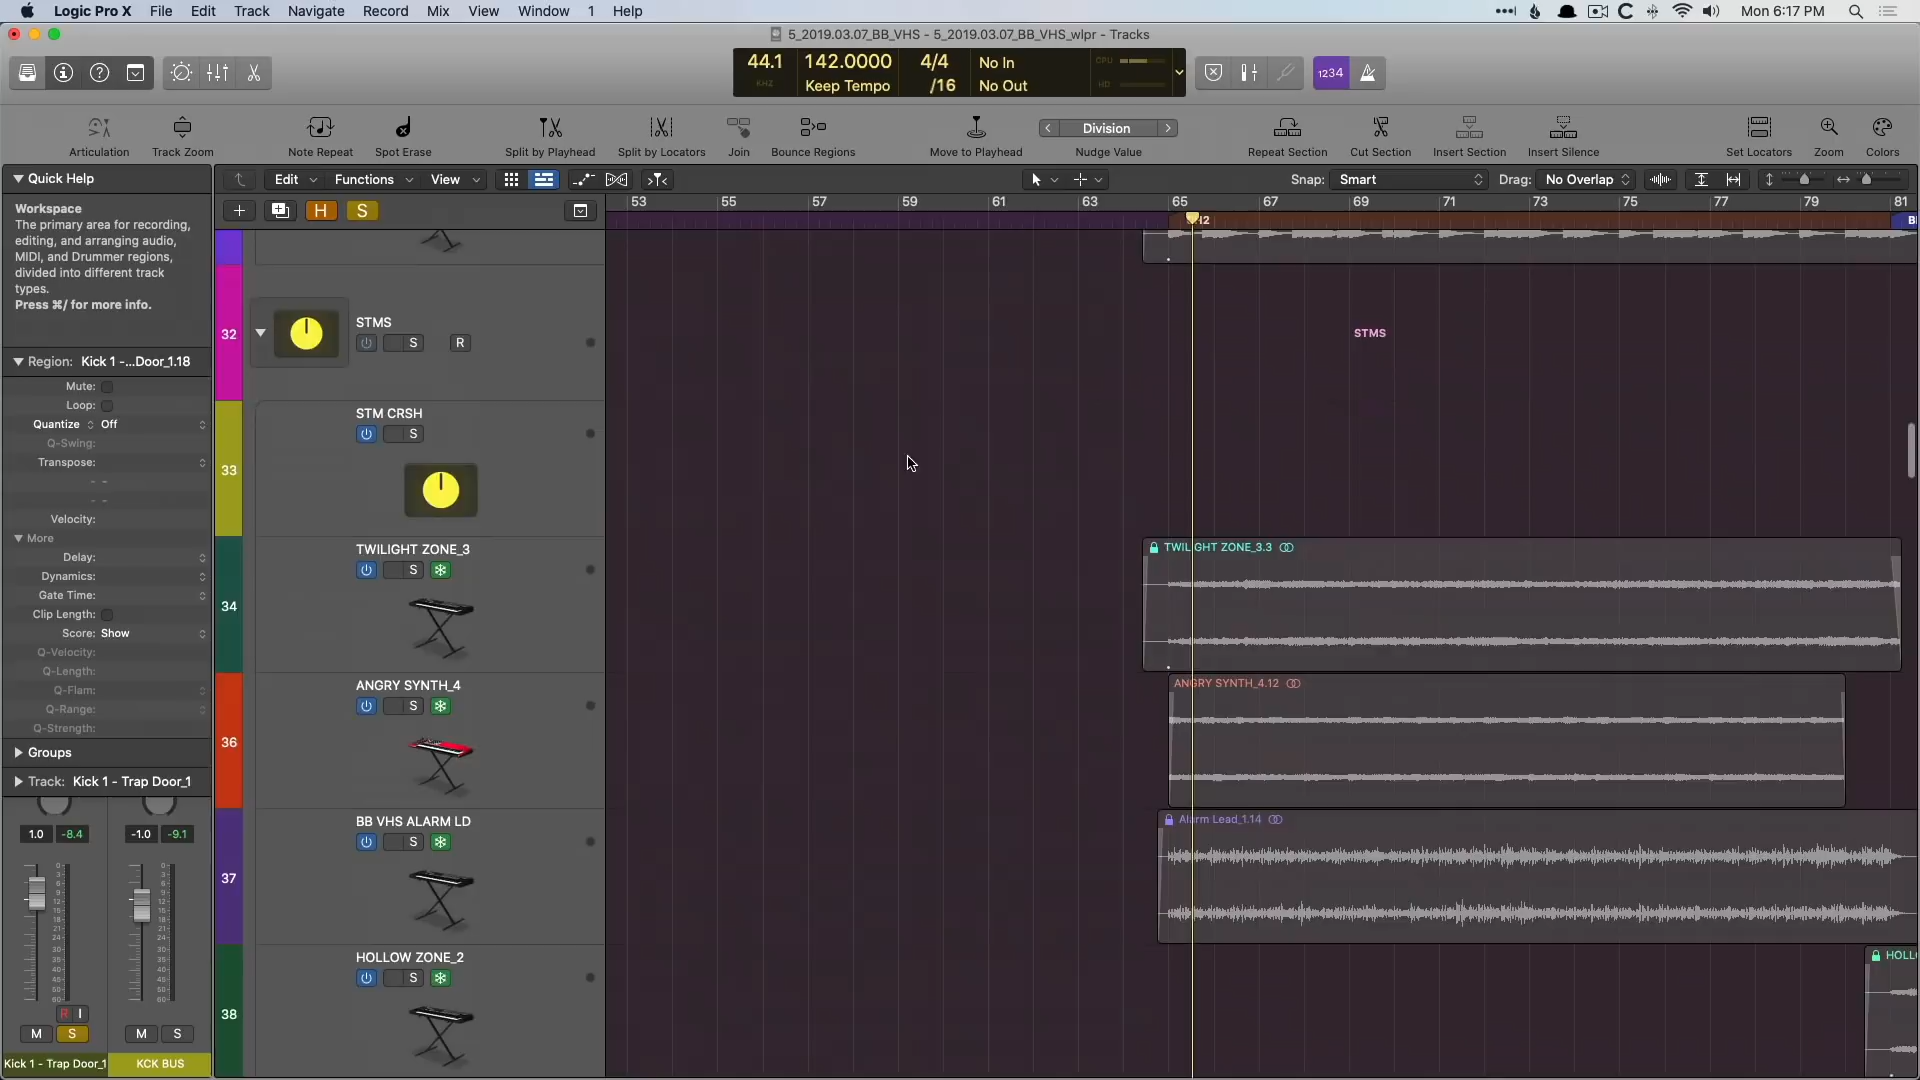 Logic Pro X File Edit Track Navigate Record Mix View Window 1 Help
Mon 6:17 PM
5_2019.03.07_BB_VHS - 5_2019.03.07_BB_VHS_wlpr - Tracks
44.1 142.0000 4/4 No In CPU
KHZ Keep Tempo /16 No Out HD
1234
Division
Articulation Track Zoom Note Repeat Spot Erase Split by Playhead Split by Locators Join Bounce Regions Move to Playhead Nudge Value Repeat Section Cut Section Insert Section Insert Silence Set Locators Zoom Colors
Quick Help
Edit Functions View Snap: Smart Drag: No Overlap
H S
53 55 57 59 61 63 65 67 69 71 73 75 77 79 81
Workspace
The primary area for recording,
editing, and arranging audio,
MIDI, and Drummer regions,
divided into different track
types.
Press ⌘/ for more info.
Region: Kick 1 -...Door_1.18
Mute:
Loop:
Quantize Off
Q-Swing:
Transpose:
Velocity:
More
Delay:
Dynamics:
Gate Time:
Clip Length:
Score: Show
Q-Velocity:
Q-Length:
Q-Flam:
Q-Range:
Q-Strength:
Groups
Track: Kick 1 - Trap Door_1
1.0 -8.4 -1.0 -9.1
R I
M S M S
Kick 1 - Trap Door_1 KCK BUS
32
STMS
S R
STMS
33
STM CRSH
S
34
TWILIGHT ZONE_3
S
TWILIGHT ZONE_3.3
36
ANGRY SYNTH_4
S
ANGRY SYNTH_4.12
37
BB VHS ALARM LD
S
Alarm Lead_1.14
38
HOLLOW ZONE_2
S